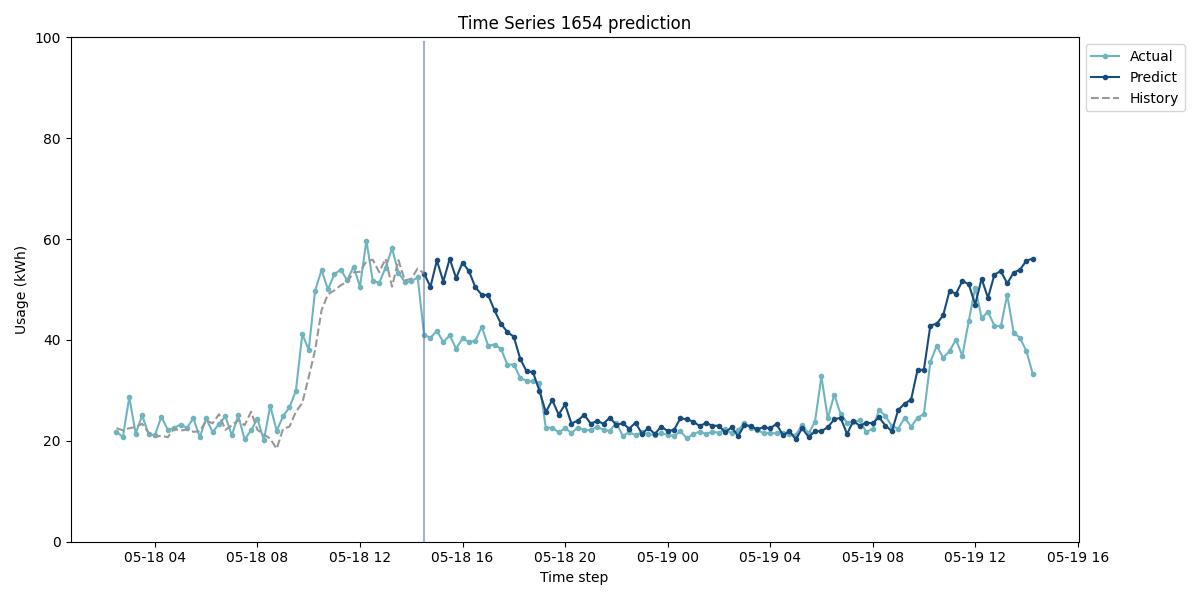 Time Series 1654 prediction
100
80
60
40
20
0
Usage (kWh)
05-18 04
05-18 08
05-18 12
05-18 16
05-18 20
05-19 00
05-19 04
05-19 08
05-19 12
05-19 16
Time step
Actual
Predict
History